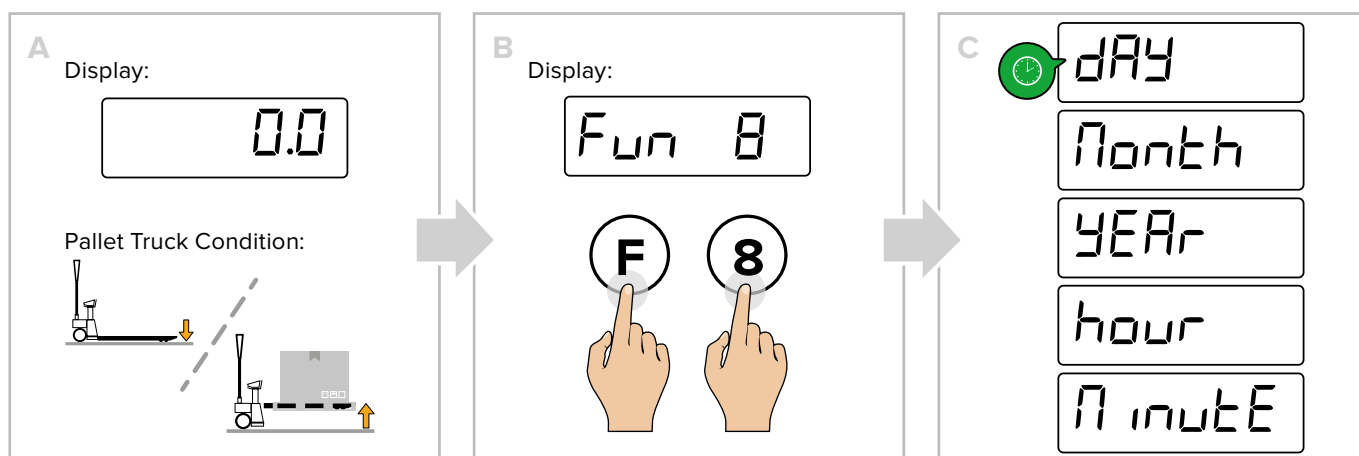 A
Display:
0.0
Pallet Truck Condition:
B
Display:
Fun 8
F 8
C
dAY
Month
YEAr
hour
MinutE